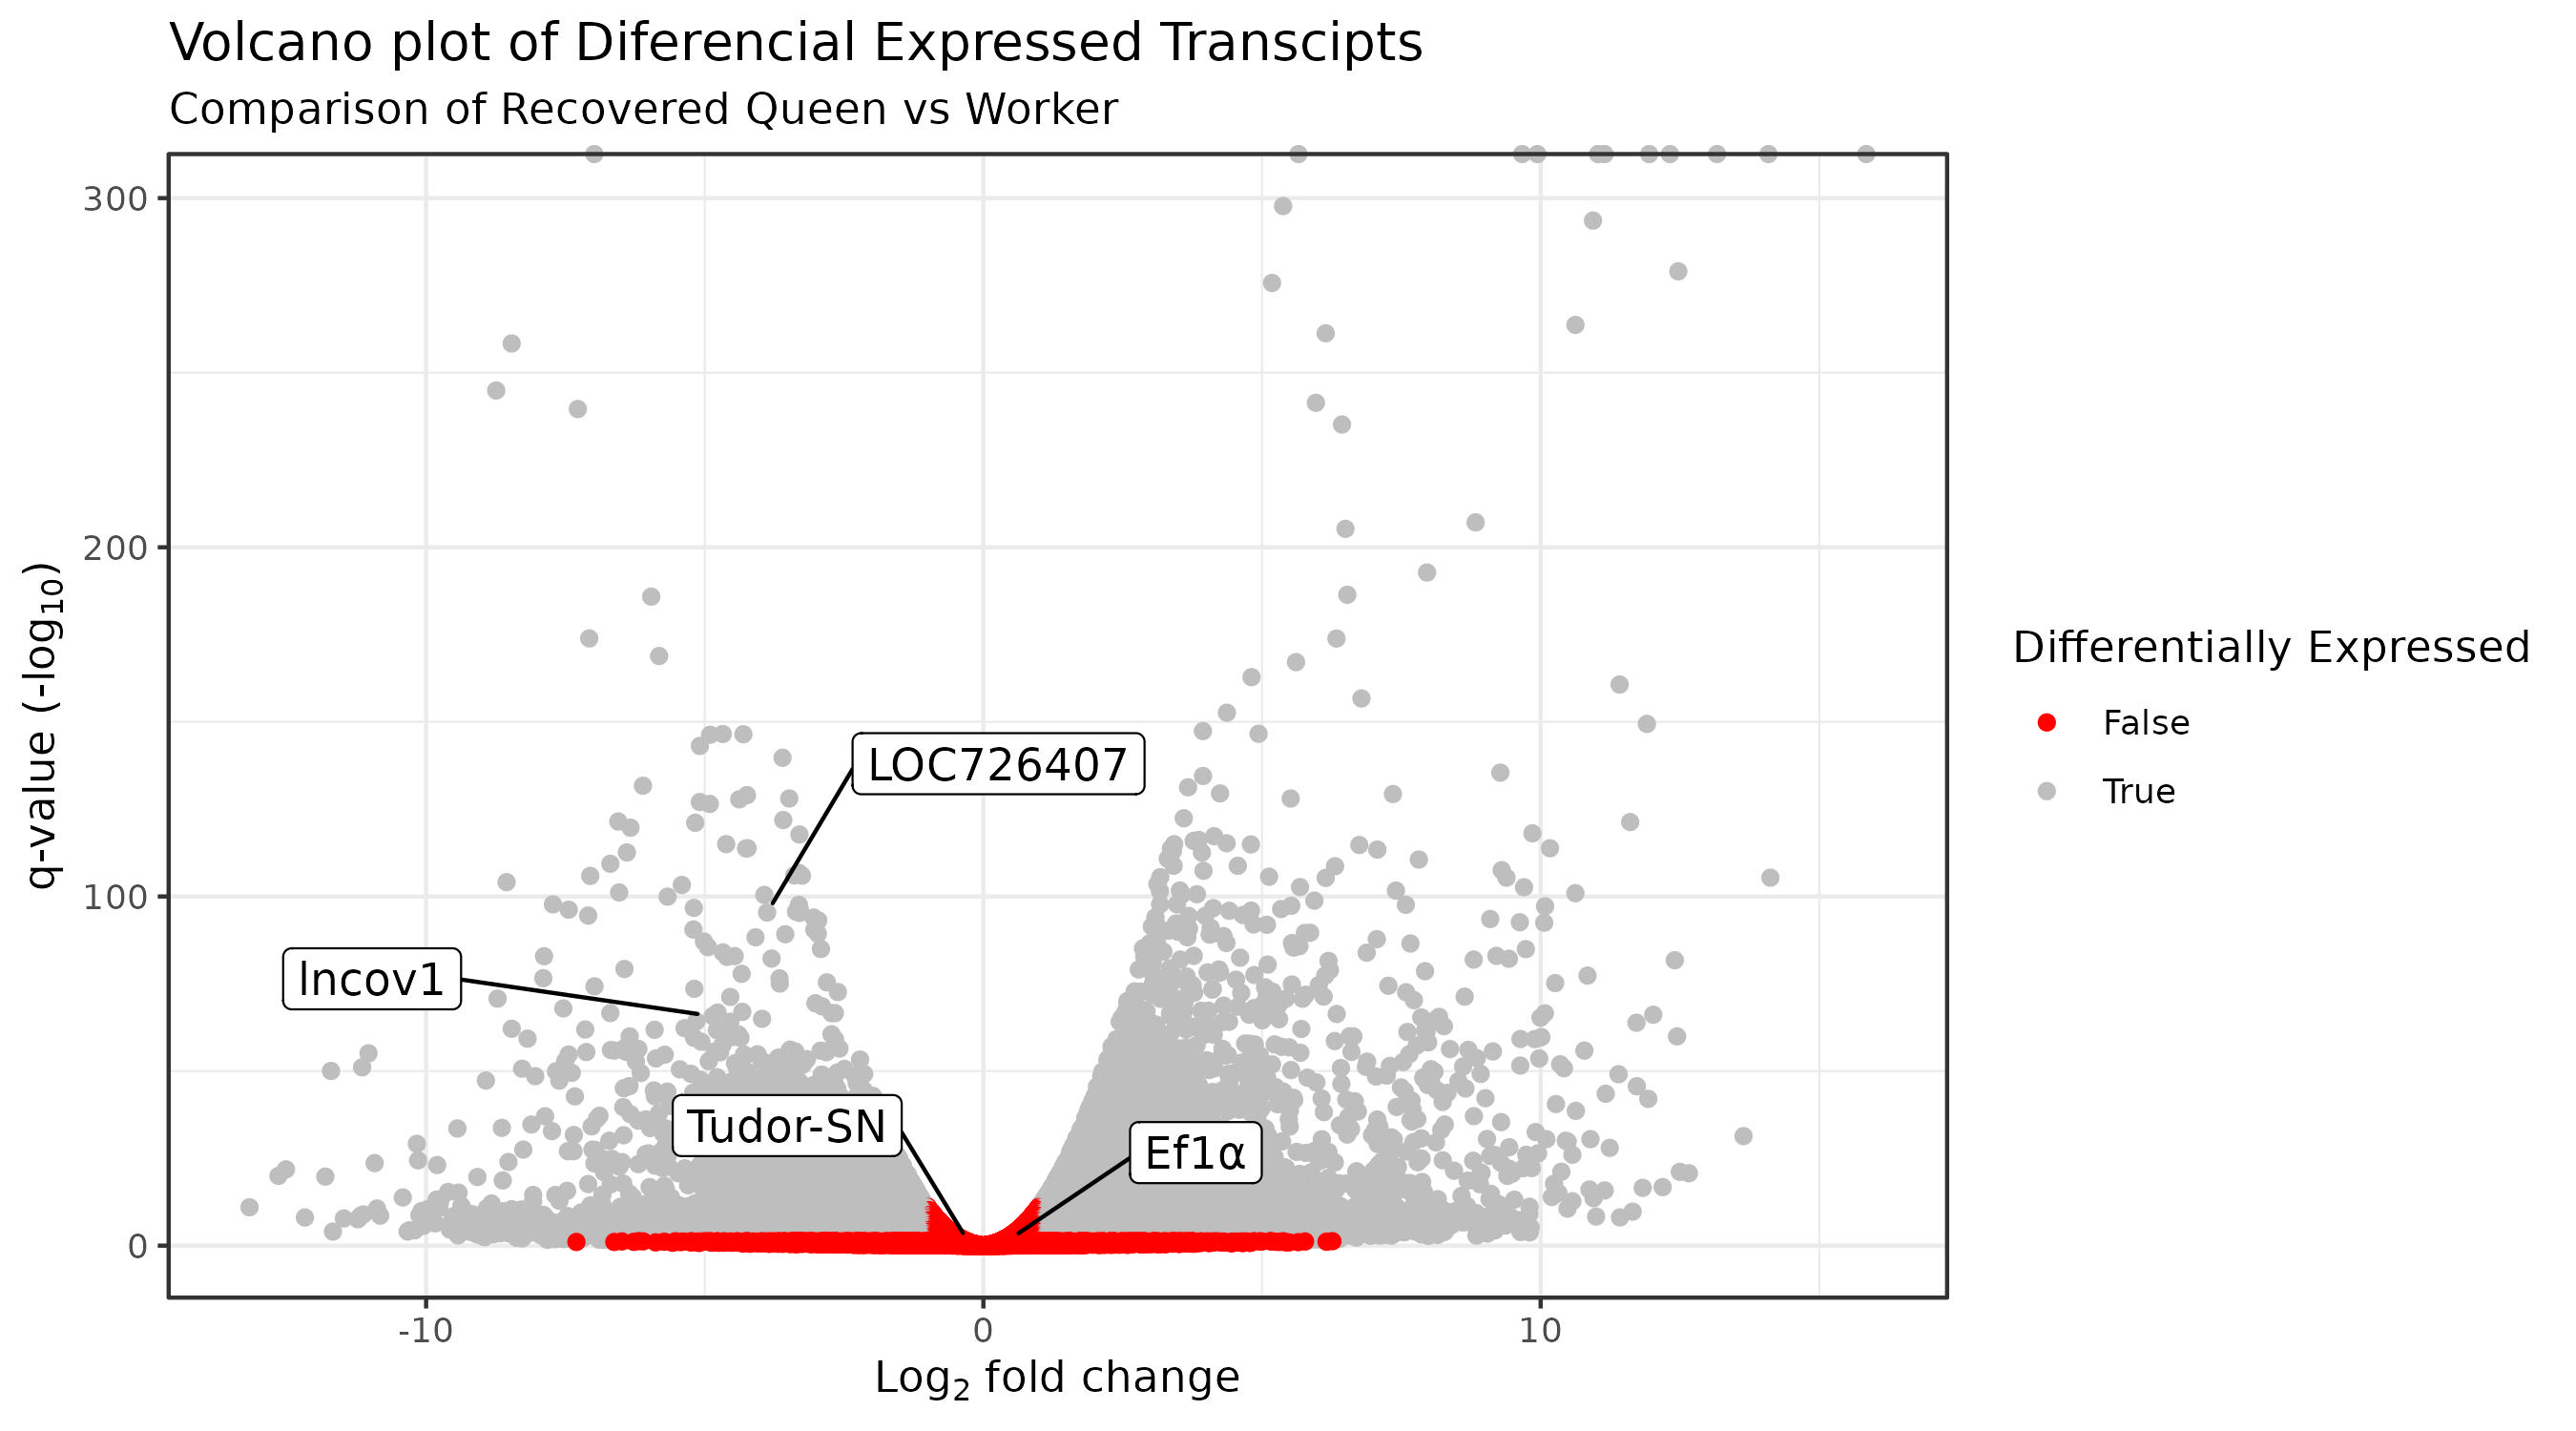 Volcano plot of Diferencial Expressed Transcipts
Comparison of Recovered Queen vs Worker
q-value (-log10)
300
200
100
0
LOC726407
lncov1
Tudor-SN
Ef1α
-10
0
10
Log2 fold change
Differentially Expressed
False
True